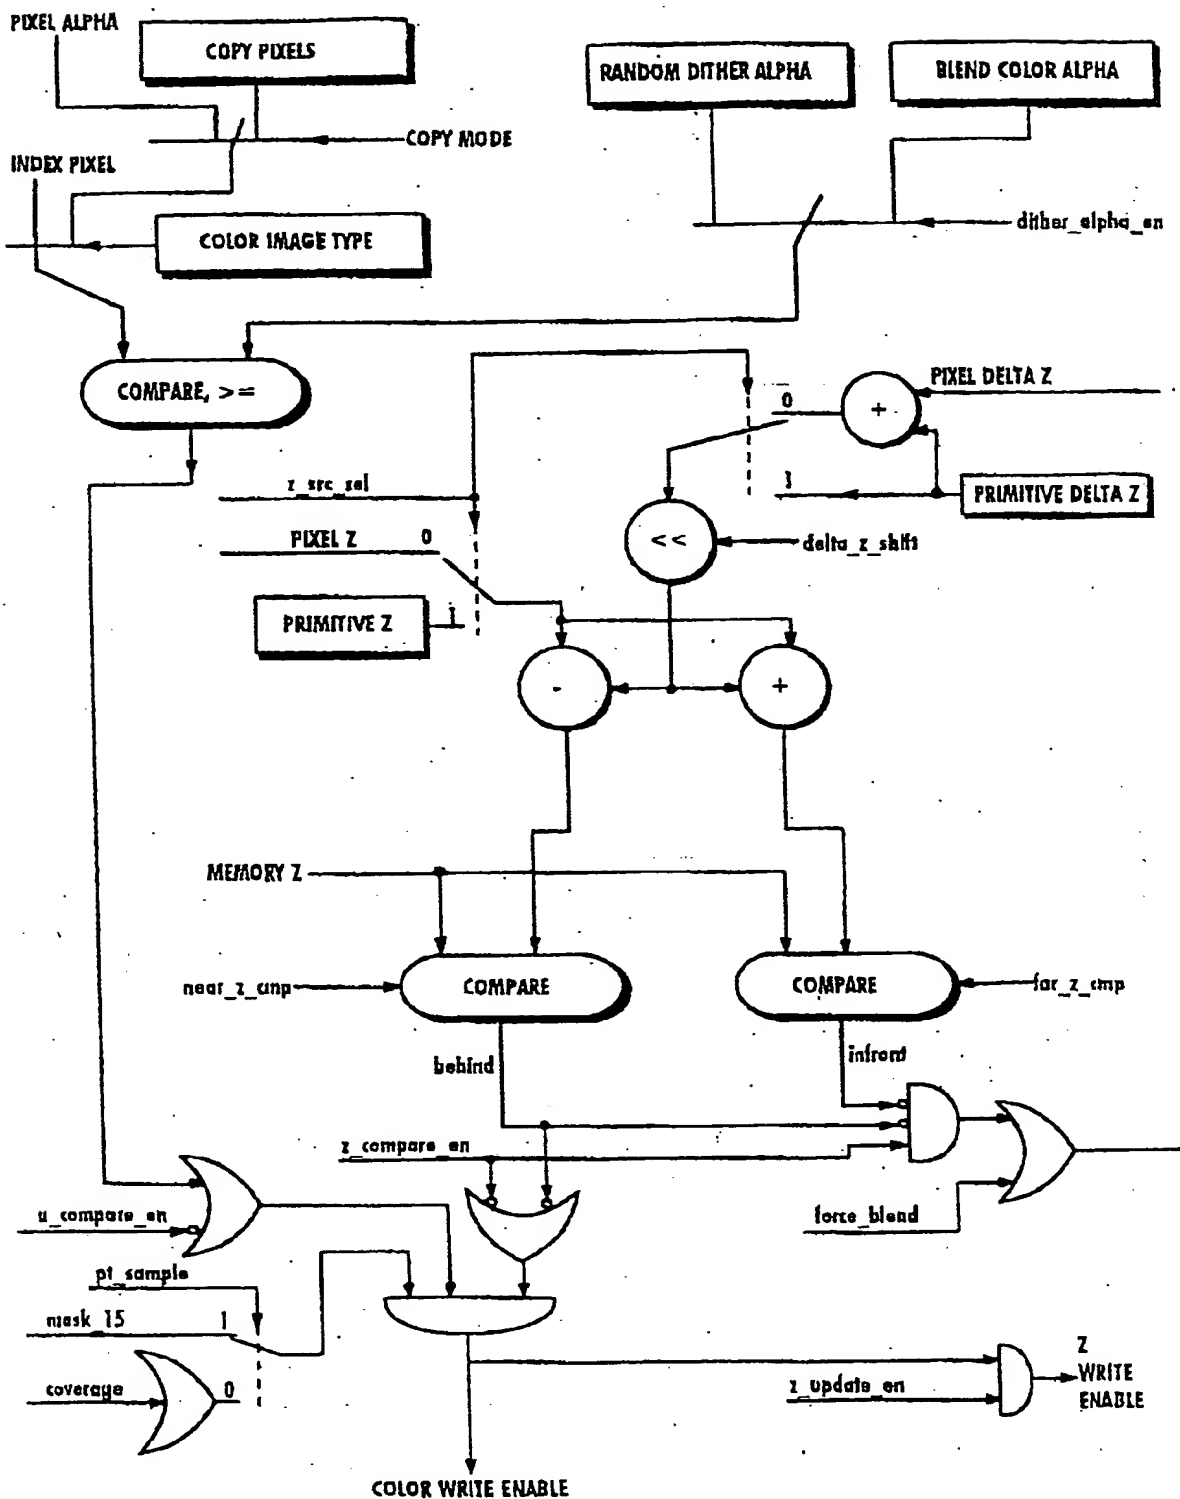 PIXEL ALPHA
COPY PIXELS
RANDOM DITHER ALPHA
BLEND COLOR ALPHA
COPY MODE
INDEX PIXEL
COLOR IMAGE TYPE
dither_alpha_en
COMPARE, >=
PIXEL DELTA Z
0
+
z_src_sel
1
PRIMITIVE DELTA Z
PIXEL Z
0
<<
delta_z_shift
PRIMITIVE Z
1
-
+
MEMORY Z
near_z_cmp
COMPARE
COMPARE
far_z_cmp
behind
infront
z_compare_en
a_compare_en
force_blend
pt_sample
mask_15
1
coverage
0
z_update_en
Z
WRITE
ENABLE
COLOR WRITE ENABLE